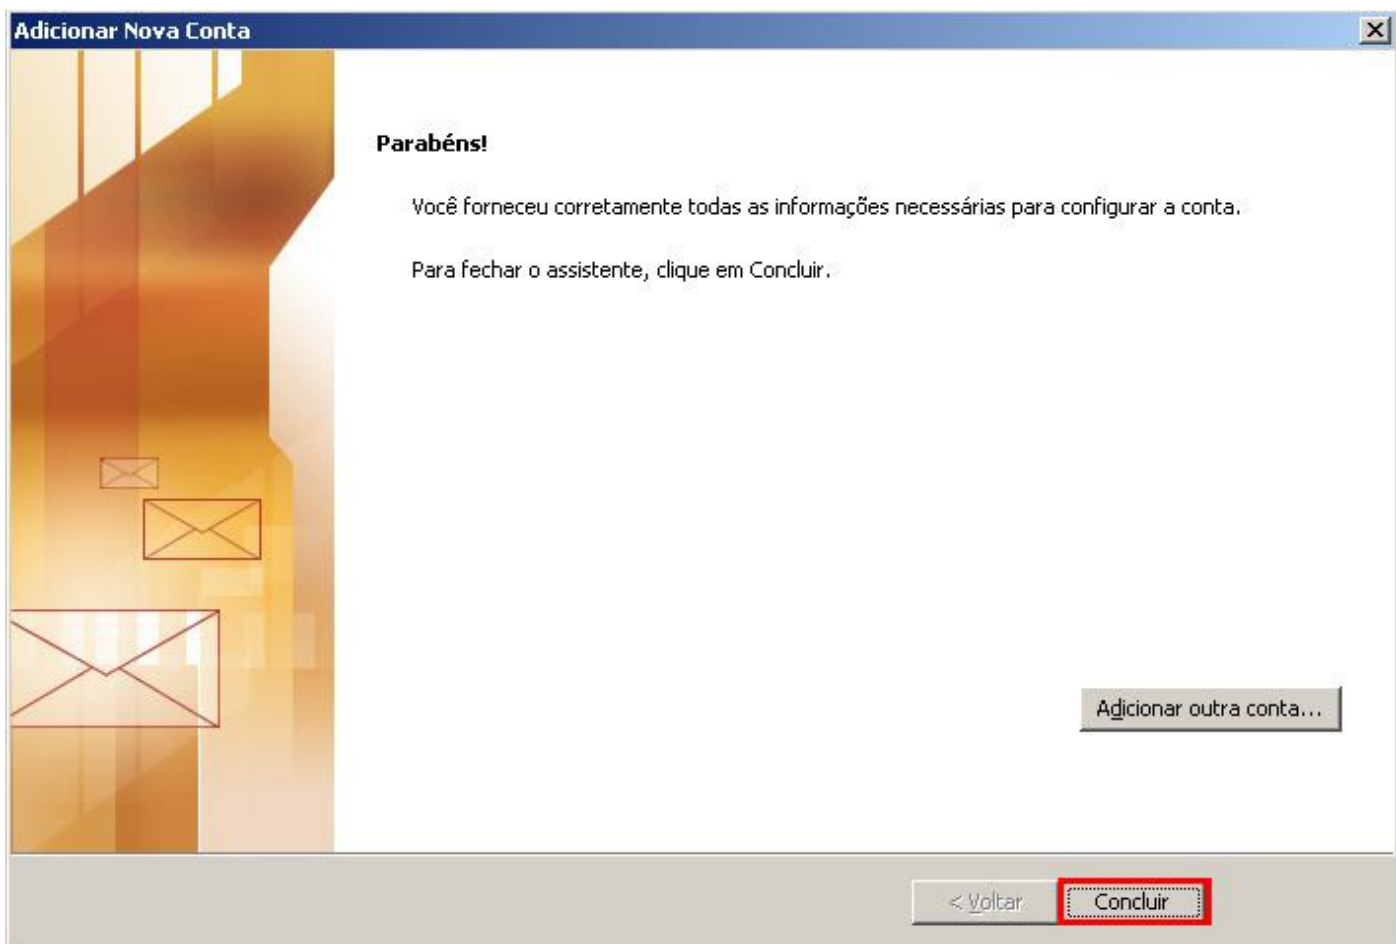 Adicionar Nova Conta
Parabéns!
Você forneceu corretamente todas as informações necessárias para configurar a conta.
Para fechar o assistente, clique em Concluir.
Adicionar outra conta...
< Voltar
Concluir